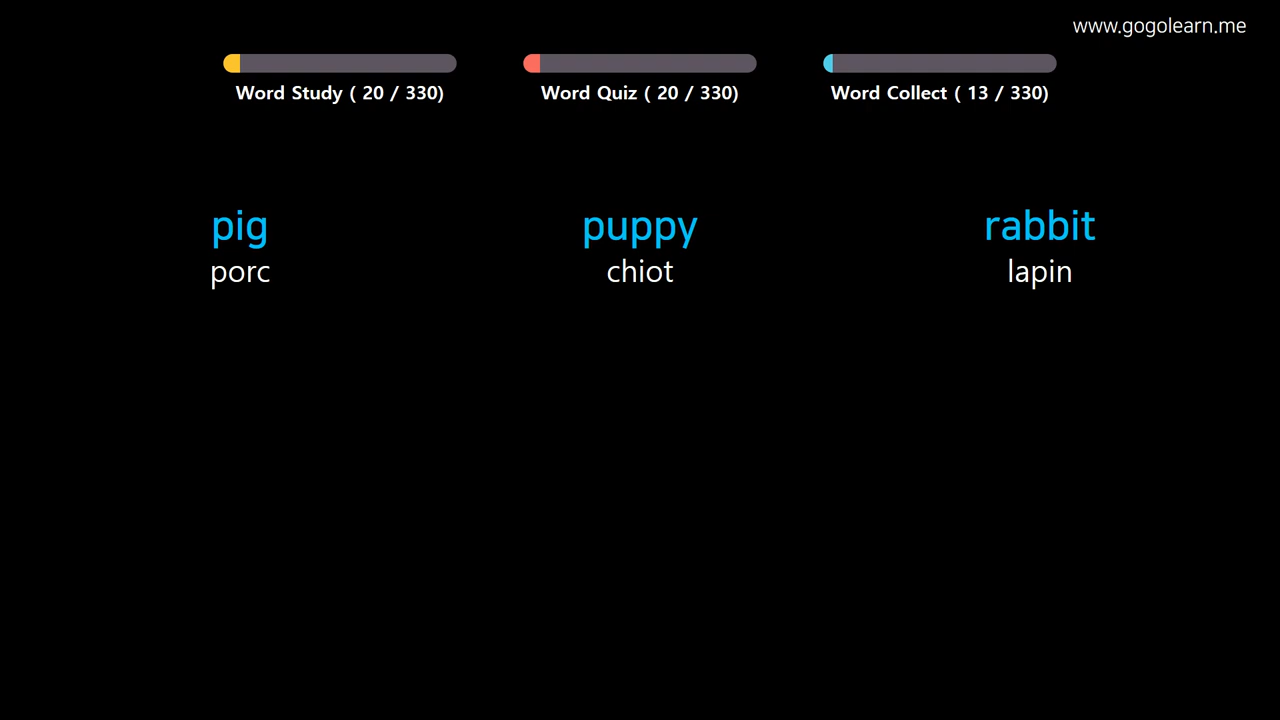 www.gogolearn.me
Word Study ( 20 / 330)
Word Quiz ( 20 / 330)
Word Collect ( 13 / 330)
pig
puppy
rabbit
porc
chiot
lapin